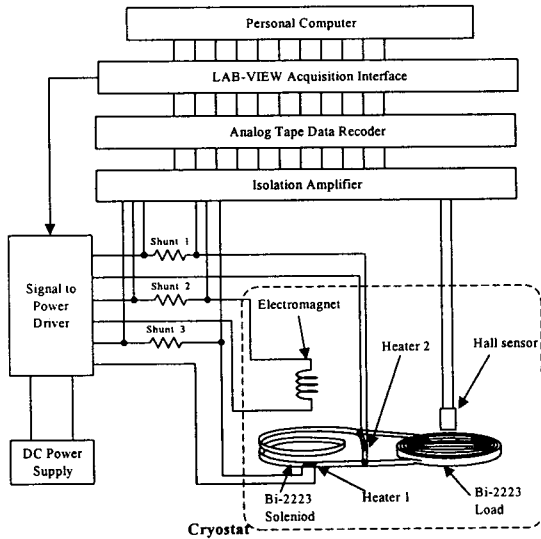 Personal Computer
LAB-VIEW Acquisition Interface
Analog Tape Data Recoder
Isolation Amplifier
Shunt 1
Signal to
Power
Driver
Shunt 2
Electromagnet
Shunt 3
Heater 2
Hall sensor
DC Power
Supply
Bi-2223
Soleniod
Heater 1
Bi-2223
Load
Cryostat